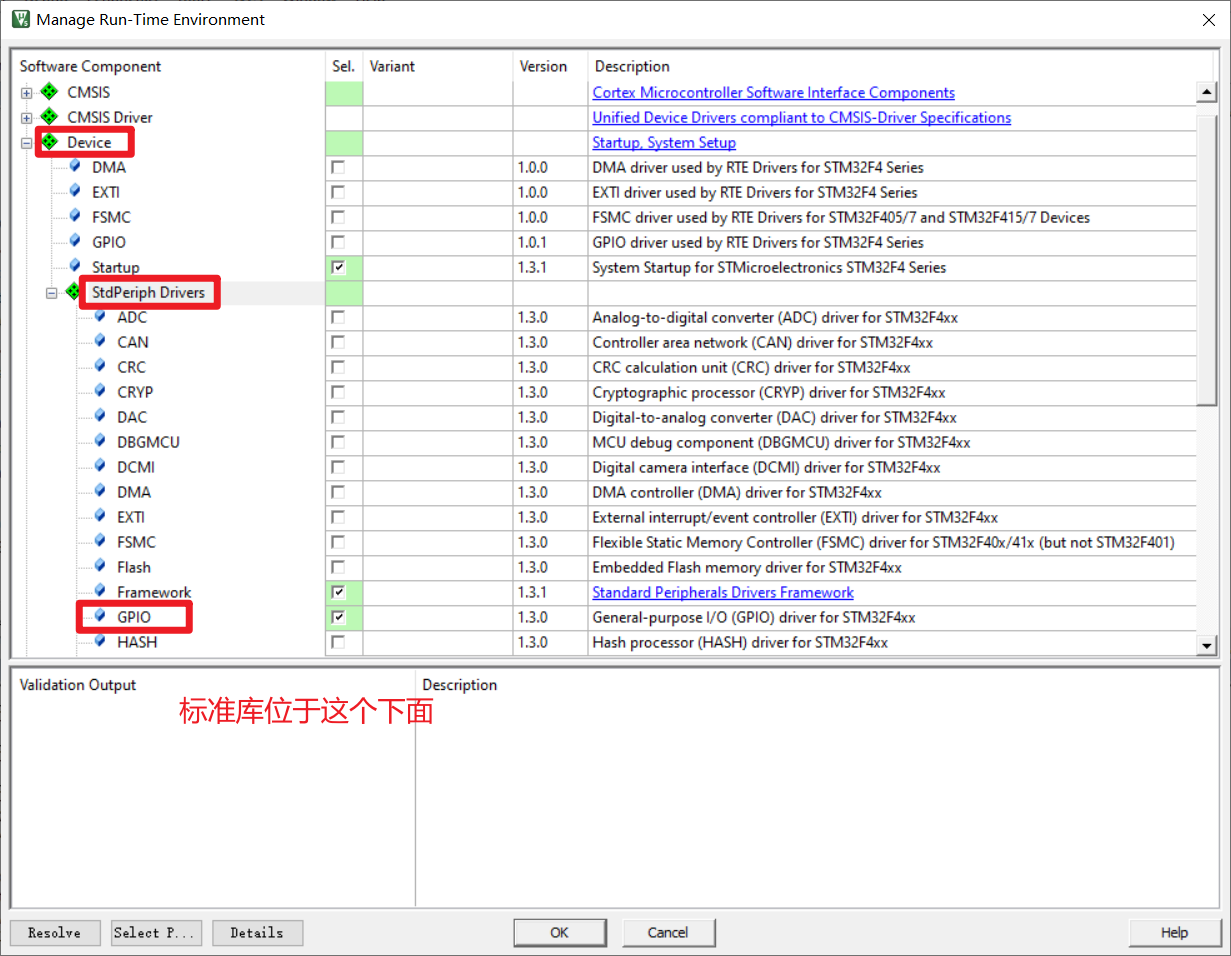 Manage Run-Time Environment
Software Component Sel. Variant Version Description
CMSIS Cortex Microcontroller Software Interface Components
CMSIS Driver Unified Device Drivers compliant to CMSIS-Driver Specifications
Device Startup, System Setup
DMA 1.0.0 DMA driver used by RTE Drivers for STM32F4 Series
EXTI 1.0.0 EXTI driver used by RTE Drivers for STM32F4 Series
FSMC 1.0.0 FSMC driver used by RTE Drivers for STM32F405/7 and STM32F415/7 Devices
GPIO 1.0.1 GPIO driver used by RTE Drivers for STM32F4 Series
Startup 1.3.1 System Startup for STMicroelectronics STM32F4 Series
StdPeriph Drivers
ADC 1.3.0 Analog-to-digital converter (ADC) driver for STM32F4xx
CAN 1.3.0 Controller area network (CAN) driver for STM32F4xx
CRC 1.3.0 CRC calculation unit (CRC) driver for STM32F4xx
CRYP 1.3.0 Cryptographic processor (CRYP) driver for STM32F4xx
DAC 1.3.0 Digital-to-analog converter (DAC) driver for STM32F4xx
DBGMCU 1.3.0 MCU debug component (DBGMCU) driver for STM32F4xx
DCMI 1.3.0 Digital camera interface (DCMI) driver for STM32F4xx
DMA 1.3.0 DMA controller (DMA) driver for STM32F4xx
EXTI 1.3.0 External interrupt/event controller (EXTI) driver for STM32F4xx
FSMC 1.3.0 Flexible Static Memory Controller (FSMC) driver for STM32F40x/41x (but not STM32F401)
Flash 1.3.0 Embedded Flash memory driver for STM32F4xx
Framework 1.3.1 Standard Peripherals Drivers Framework
GPIO 1.3.0 General-purpose I/O (GPIO) driver for STM32F4xx
HASH 1.3.0 Hash processor (HASH) driver for STM32F4xx
Validation Output Description
标准库位于这个下面
Resolve Select P... Details OK Cancel Help